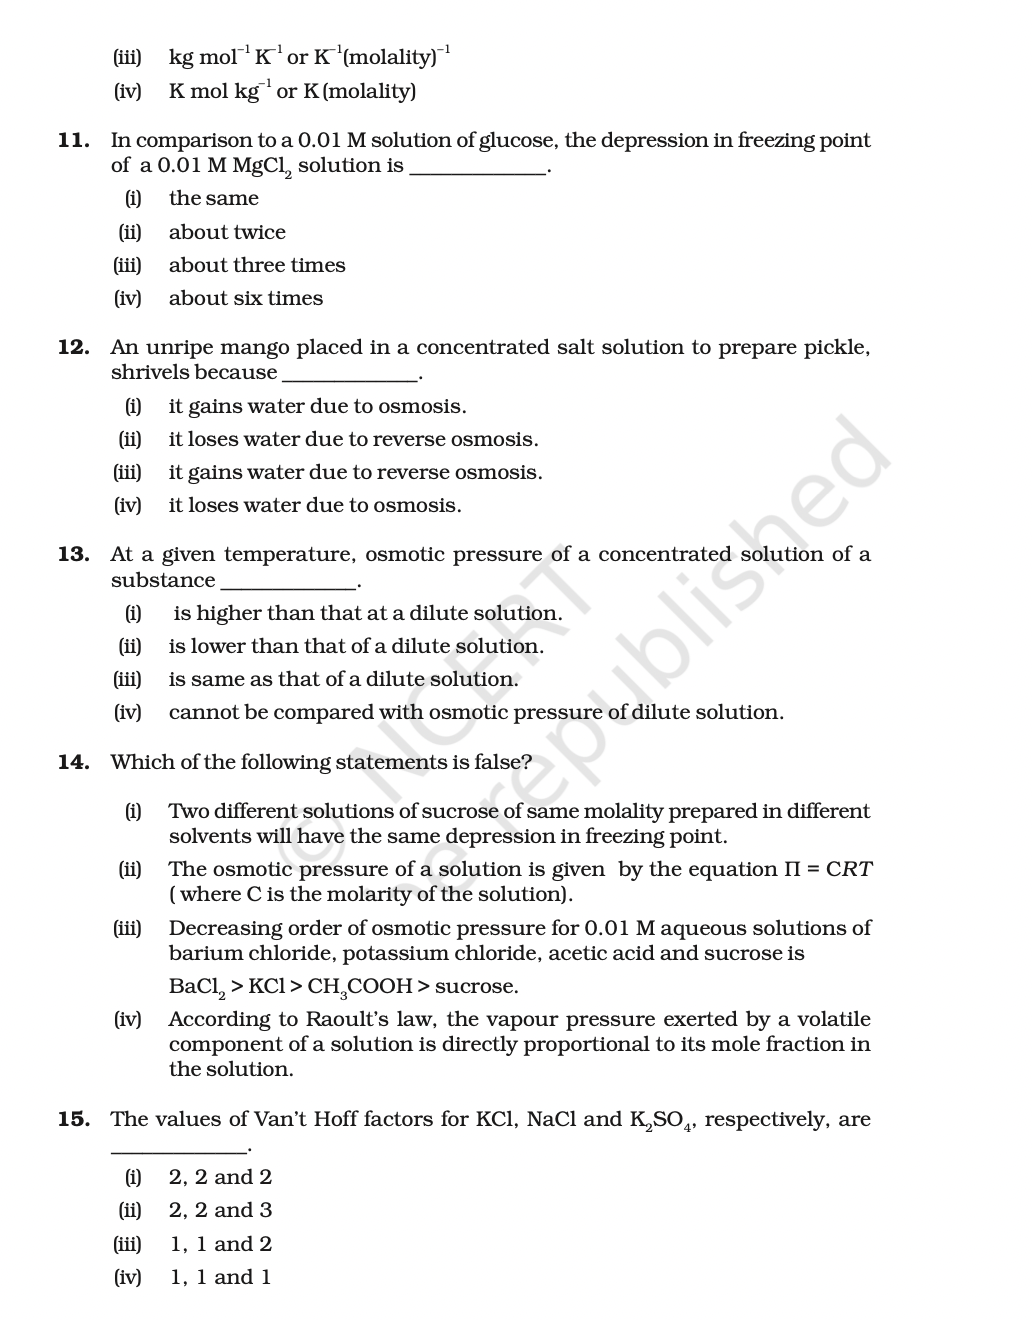 (iii) kg mol⁻¹ K⁻¹ or K⁻¹(molality)⁻¹
(iv) K mol kg⁻¹ or K (molality)
11. In comparison to a 0.01 M solution of glucose, the depression in freezing point
of a 0.01 M MgCl₂ solution is _____________.
(i) the same
(ii) about twice
(iii) about three times
(iv) about six times
12. An unripe mango placed in a concentrated salt solution to prepare pickle,
shrivels because _____________.
(i) it gains water due to osmosis.
(ii) it loses water due to reverse osmosis.
(iii) it gains water due to reverse osmosis.
(iv) it loses water due to osmosis.
13. At a given temperature, osmotic pressure of a concentrated solution of a
substance _____________.
(i) is higher than that at a dilute solution.
(ii) is lower than that of a dilute solution.
(iii) is same as that of a dilute solution.
(iv) cannot be compared with osmotic pressure of dilute solution.
14. Which of the following statements is false?
(i) Two different solutions of sucrose of same molality prepared in different
solvents will have the same depression in freezing point.
(ii) The osmotic pressure of a solution is given by the equation Π = CRT
( where C is the molarity of the solution).
(iii) Decreasing order of osmotic pressure for 0.01 M aqueous solutions of
barium chloride, potassium chloride, acetic acid and sucrose is
BaCl₂ > KCl > CH₃COOH > sucrose.
(iv) According to Raoult's law, the vapour pressure exerted by a volatile
component of a solution is directly proportional to its mole fraction in
the solution.
15. The values of Van't Hoff factors for KCl, NaCl and K₂SO₄, respectively, are
_____________.
(i) 2, 2 and 2
(ii) 2, 2 and 3
(iii) 1, 1 and 2
(iv) 1, 1 and 1
© NCERT
be republished